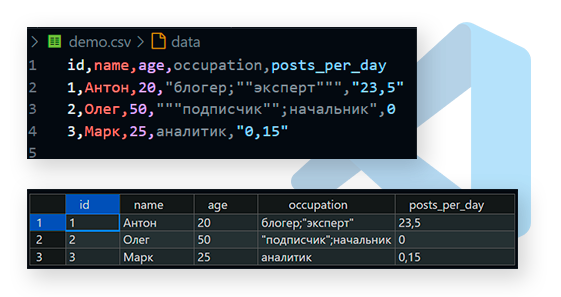 demo.csv > data
1 id,name,age,occupation,posts_per_day
2 1,Антон,20,"блогер;""эксперт""","23,5"
3 2,Олег,50,"""подписчик"";начальник",0
4 3,Марк,25,аналитик,"0,15"
5
id name age occupation posts_per_day
1 1 Антон 20 блогер;"эксперт" 23,5
2 2 Олег 50 "подписчик";начальник 0
3 3 Марк 25 аналитик 0,15